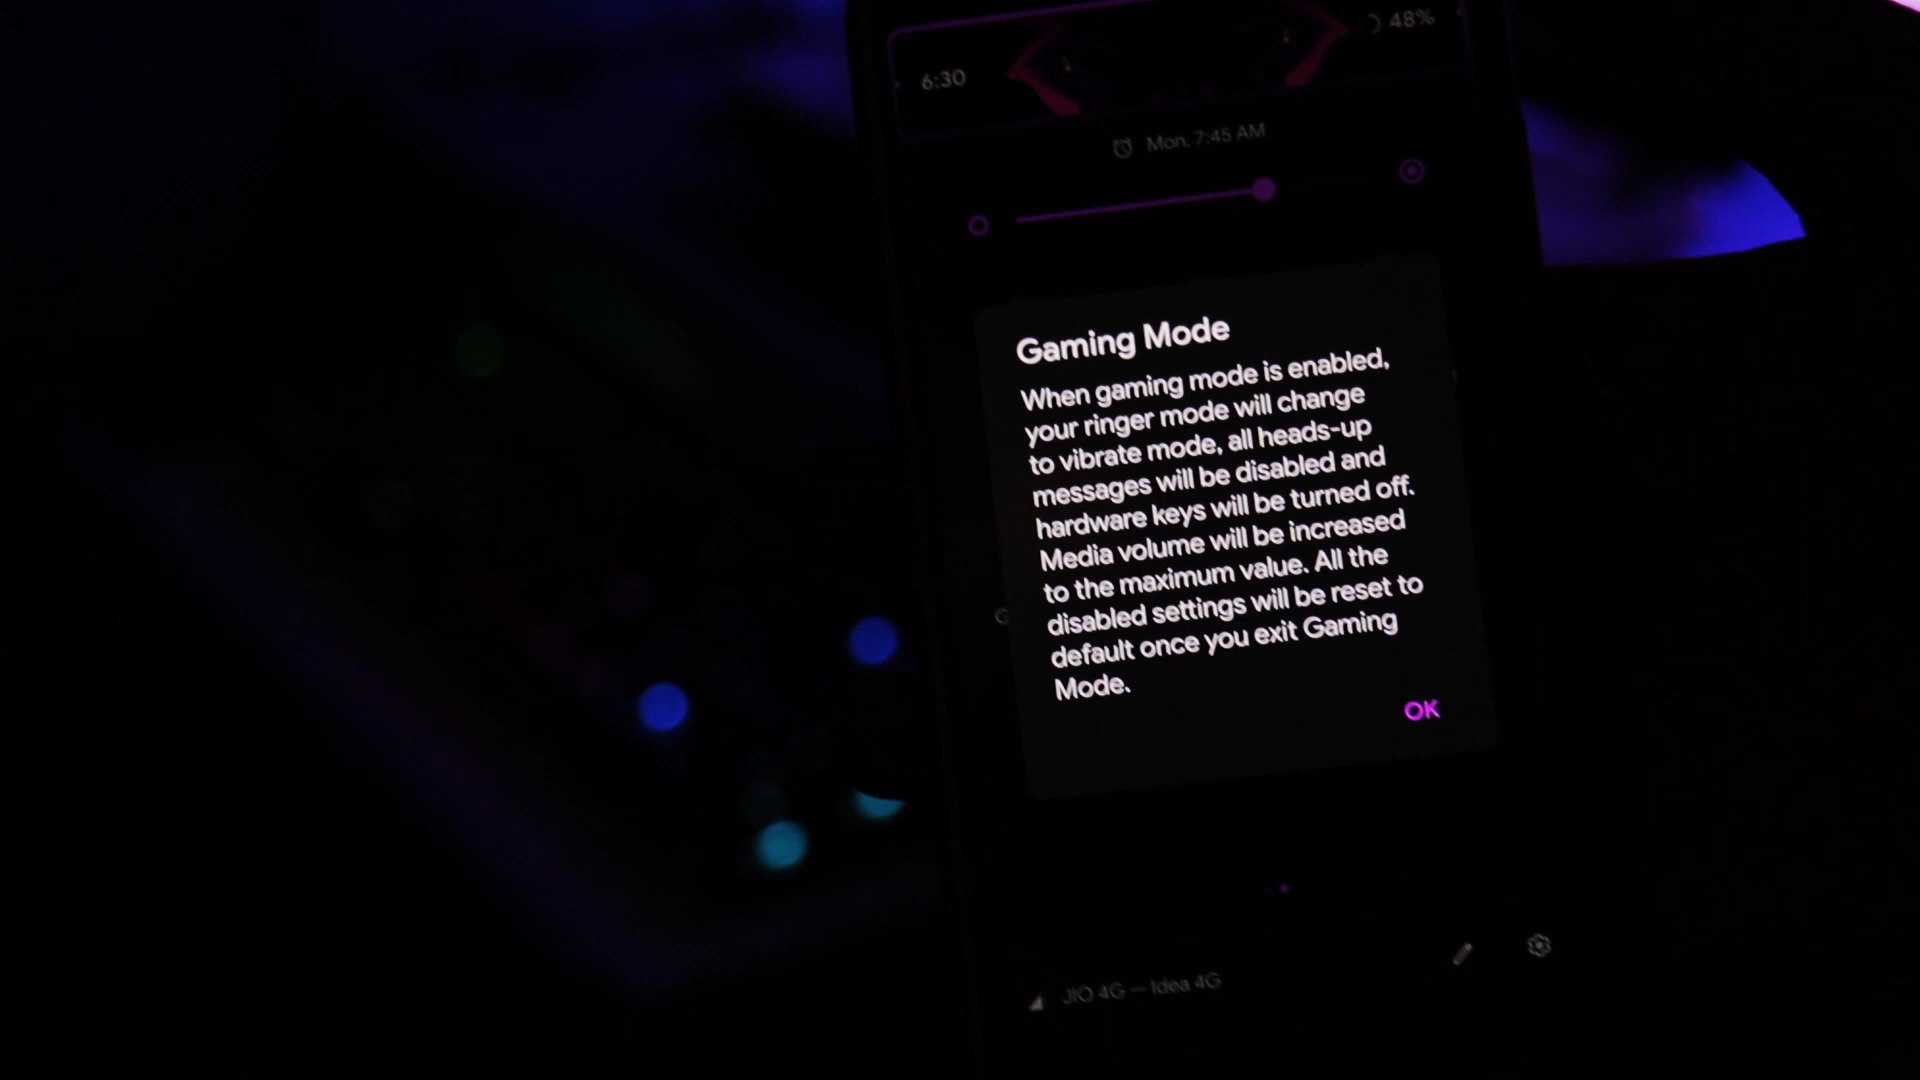 6:30
48%
Mon, 7:45 AM
Gaming Mode
When gaming mode is enabled,
your ringer mode will change
to vibrate mode, all heads-up
messages will be disabled and
hardware keys will be turned off.
Media volume will be increased
to the maximum value. All the
disabled settings will be reset to
default once you exit Gaming
Mode.
OK
JIO 4G — Idea 4G